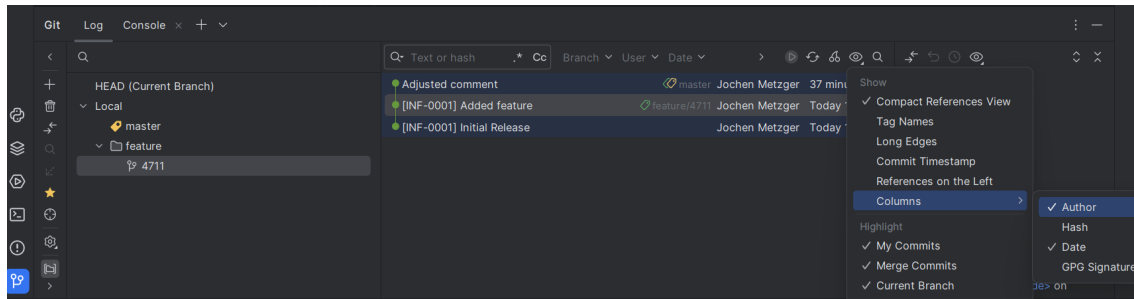 Git Log Console
Text or hash .* Cc Branch User Date
HEAD (Current Branch)
Local
master
feature
4711
Adjusted comment master Jochen Metzger 37 minu
[INF-0001] Added feature feature/4711 Jochen Metzger Today
[INF-0001] Initial Release Jochen Metzger Today
Show
Compact References View
Tag Names
Long Edges
Commit Timestamp
References on the Left
Columns
Highlight
My Commits
Merge Commits
Current Branch
Author
Hash
Date
GPG Signature
de> on